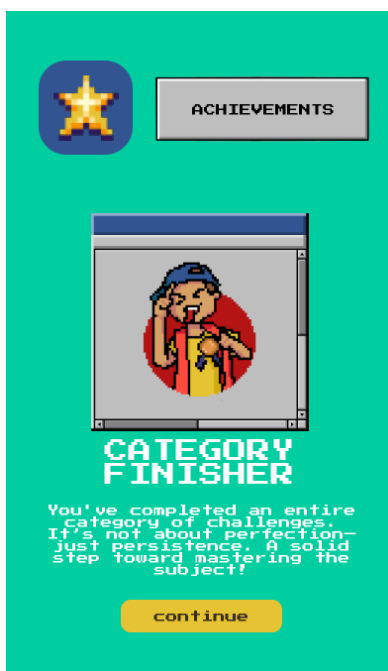 ACHIEVEMENTS
CATEGORY
FINISHER
You've completed an entire
category of challenges.
It's not about perfection—
just persistence. A solid
step toward mastering the
subject!
continue